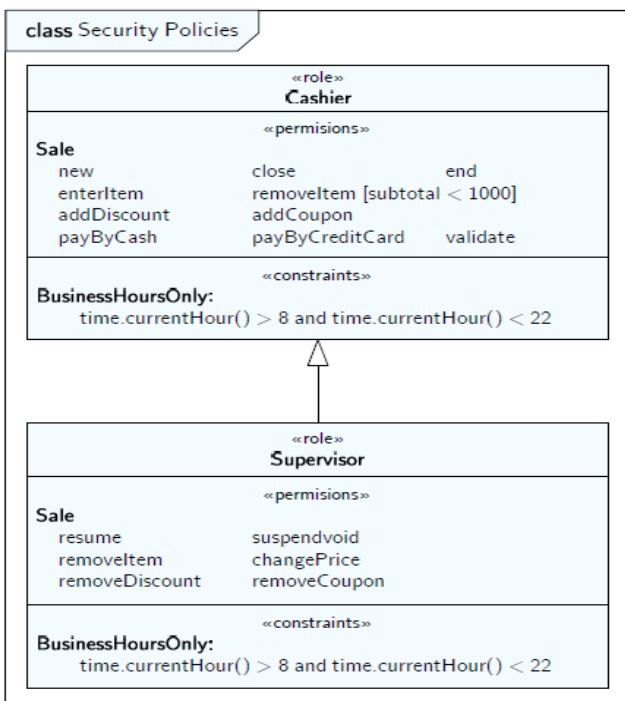 class Security Policies
«role»
Cashier
«permisions»
Sale
new close end
enterItem removeItem [subtotal < 1000]
addDiscount addCoupon
payByCash payByCreditCard validate
«constraints»
BusinessHoursOnly:
time.currentHour() > 8 and time.currentHour() < 22
«role»
Supervisor
«permisions»
Sale
resume suspendvoid
removeItem changePrice
removeDiscount removeCoupon
«constraints»
BusinessHoursOnly:
time.currentHour() > 8 and time.currentHour() < 22